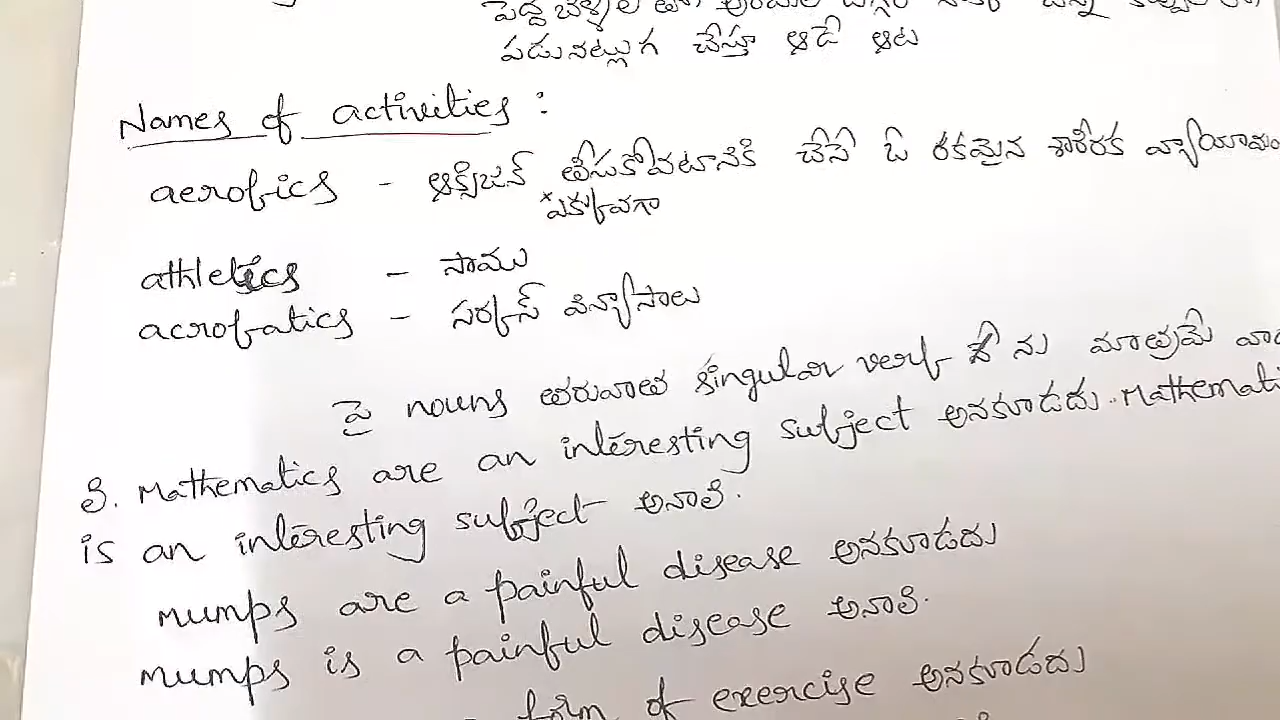 పడునట్లుగ చేస్తూ ఆడే ఆట
Names of activities :
aerobics - ఆక్సిజన్ తీసుకోవటానికి చేసే ఓ రకమైన శారీరక వ్యాయామం
×ఎక్కువగా
athletics - సాము
acrobatics - సర్కస్ విన్యాసాలు
పై nouns తరువాత singular verb ను మాత్రమే
Mathematics are an interesting subject అనకూడదు. Mathemati
is an interesting subject అనాలి.
mumps are a painful disease అనకూడదు
mumps is a painful disease అనాలి.
form of exercise అనకూడదు